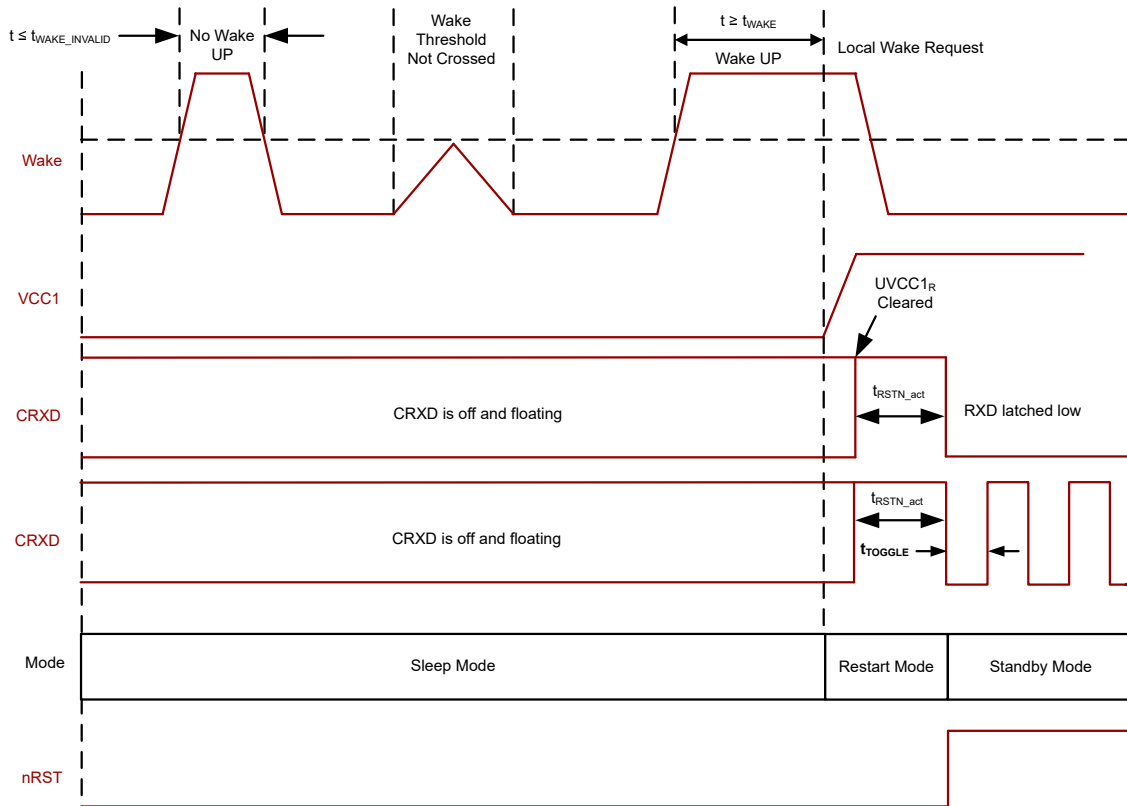 t ≤ tWAKE_INVALID
No Wake
UP
Wake
Threshold
Not Crossed
t ≥ tWAKE
Wake UP
Local Wake Request
Wake
VCC1
UVCC1R
Cleared
CRXD
CRXD is off and floating
tRSTN_act
RXD latched low
CRXD
CRXD is off and floating
tRSTN_act
tTOGGLE
Mode
Sleep Mode
Restart Mode
Standby Mode
nRST